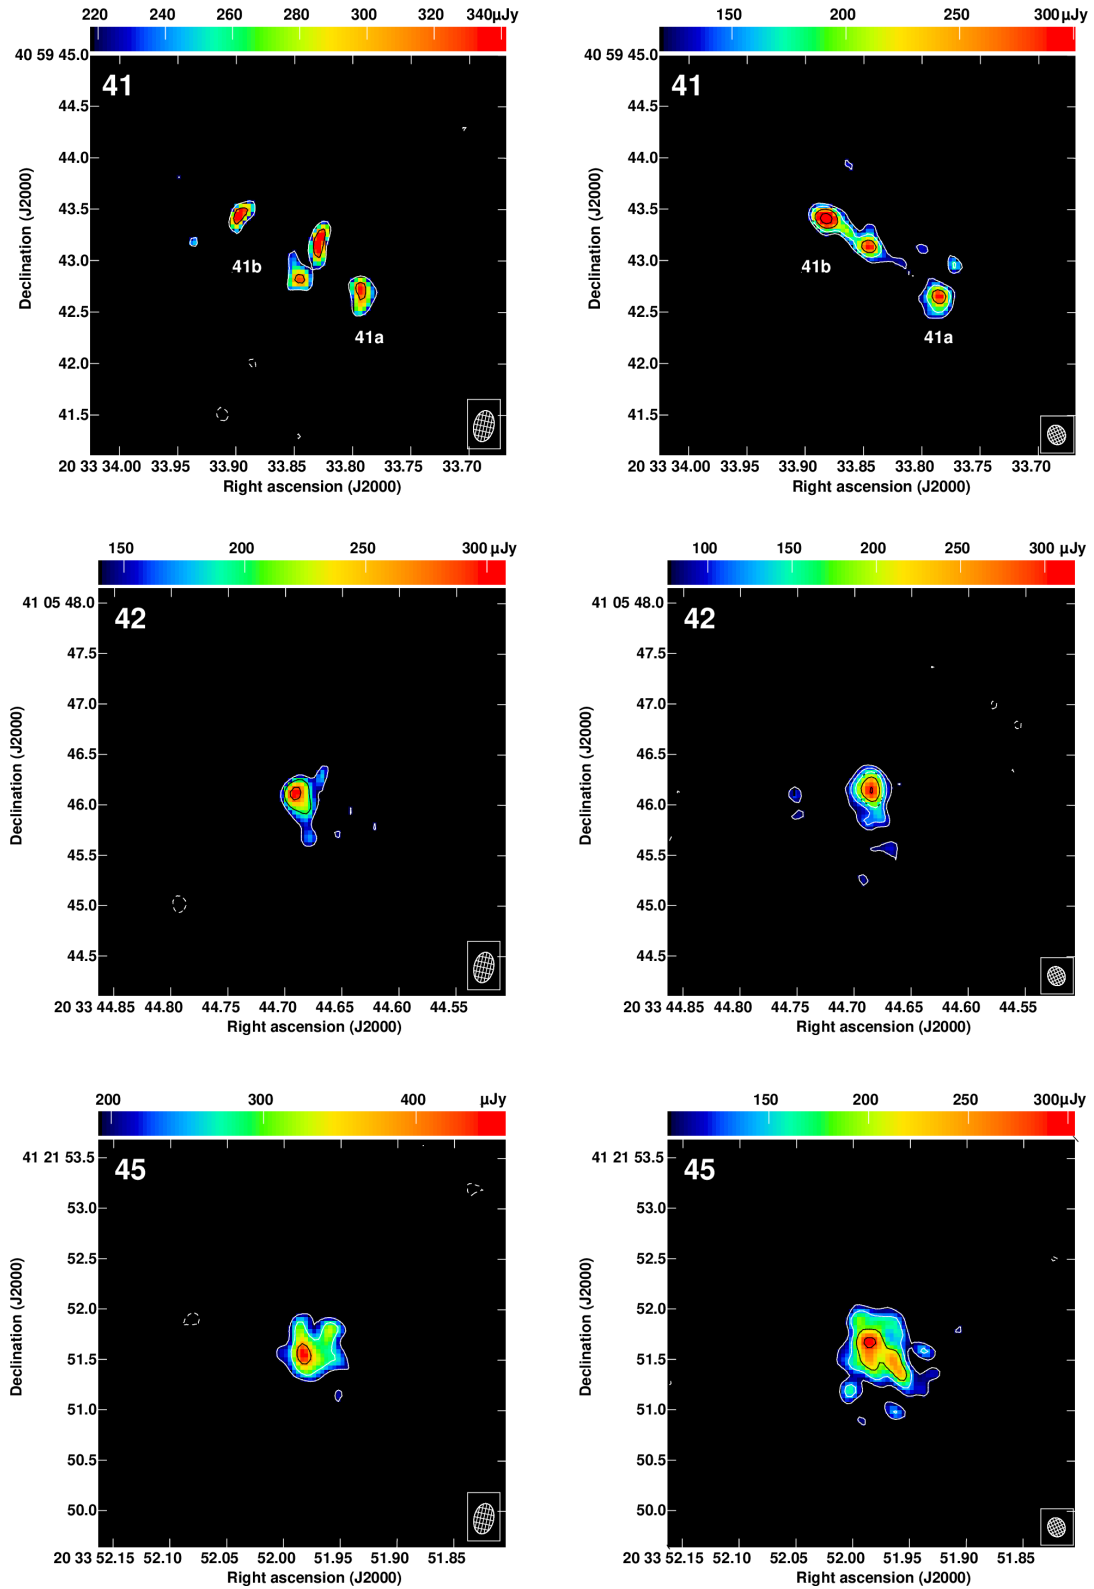 220 240 260 280 300 320 340µJy
40 59 45.0
44.5
44.0
43.5
43.0
42.5
42.0
41.5
Declination (J2000)
41
41b
41a
20 33 34.00 33.95 33.90 33.85 33.80 33.75 33.70
Right ascension (J2000)
150 200 250 300µJy
40 59 45.0
44.5
44.0
43.5
43.0
42.5
42.0
41.5
Declination (J2000)
41
41b
41a
20 33 34.00 33.95 33.90 33.85 33.80 33.75 33.70
Right ascension (J2000)
150 200 250 300 µJy
41 05 48.0
47.5
47.0
46.5
46.0
45.5
45.0
44.5
Declination (J2000)
42
20 33 44.85 44.80 44.75 44.70 44.65 44.60 44.55
Right ascension (J2000)
100 150 200 250 300 µJy
41 05 48.0
47.5
47.0
46.5
46.0
45.5
45.0
44.5
Declination (J2000)
42
20 33 44.85 44.80 44.75 44.70 44.65 44.60 44.55
Right ascension (J2000)
200 300 400 µJy
41 21 53.5
53.0
52.5
52.0
51.5
51.0
50.5
50.0
Declination (J2000)
45
20 33 52.15 52.10 52.05 52.00 51.95 51.90 51.85
Right ascension (J2000)
150 200 250 300µJy
41 21 53.5
53.0
52.5
52.0
51.5
51.0
50.5
50.0
Declination (J2000)
45
20 33 52.15 52.10 52.05 52.00 51.95 51.90 51.85
Right ascension (J2000)